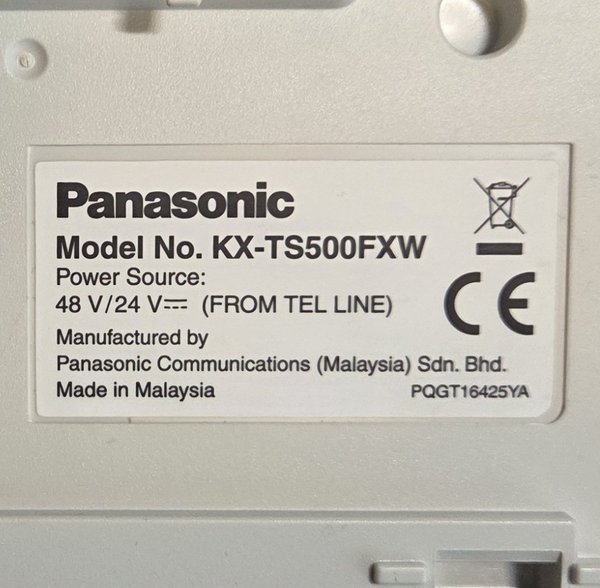 Panasonic
Model No. KX-TS500FXW
Power Source:
48 V/24 V⎓ (FROM TEL LINE)
Manufactured by
Panasonic Communications (Malaysia) Sdn. Bhd.
Made in Malaysia
PQGT16425YA
CE